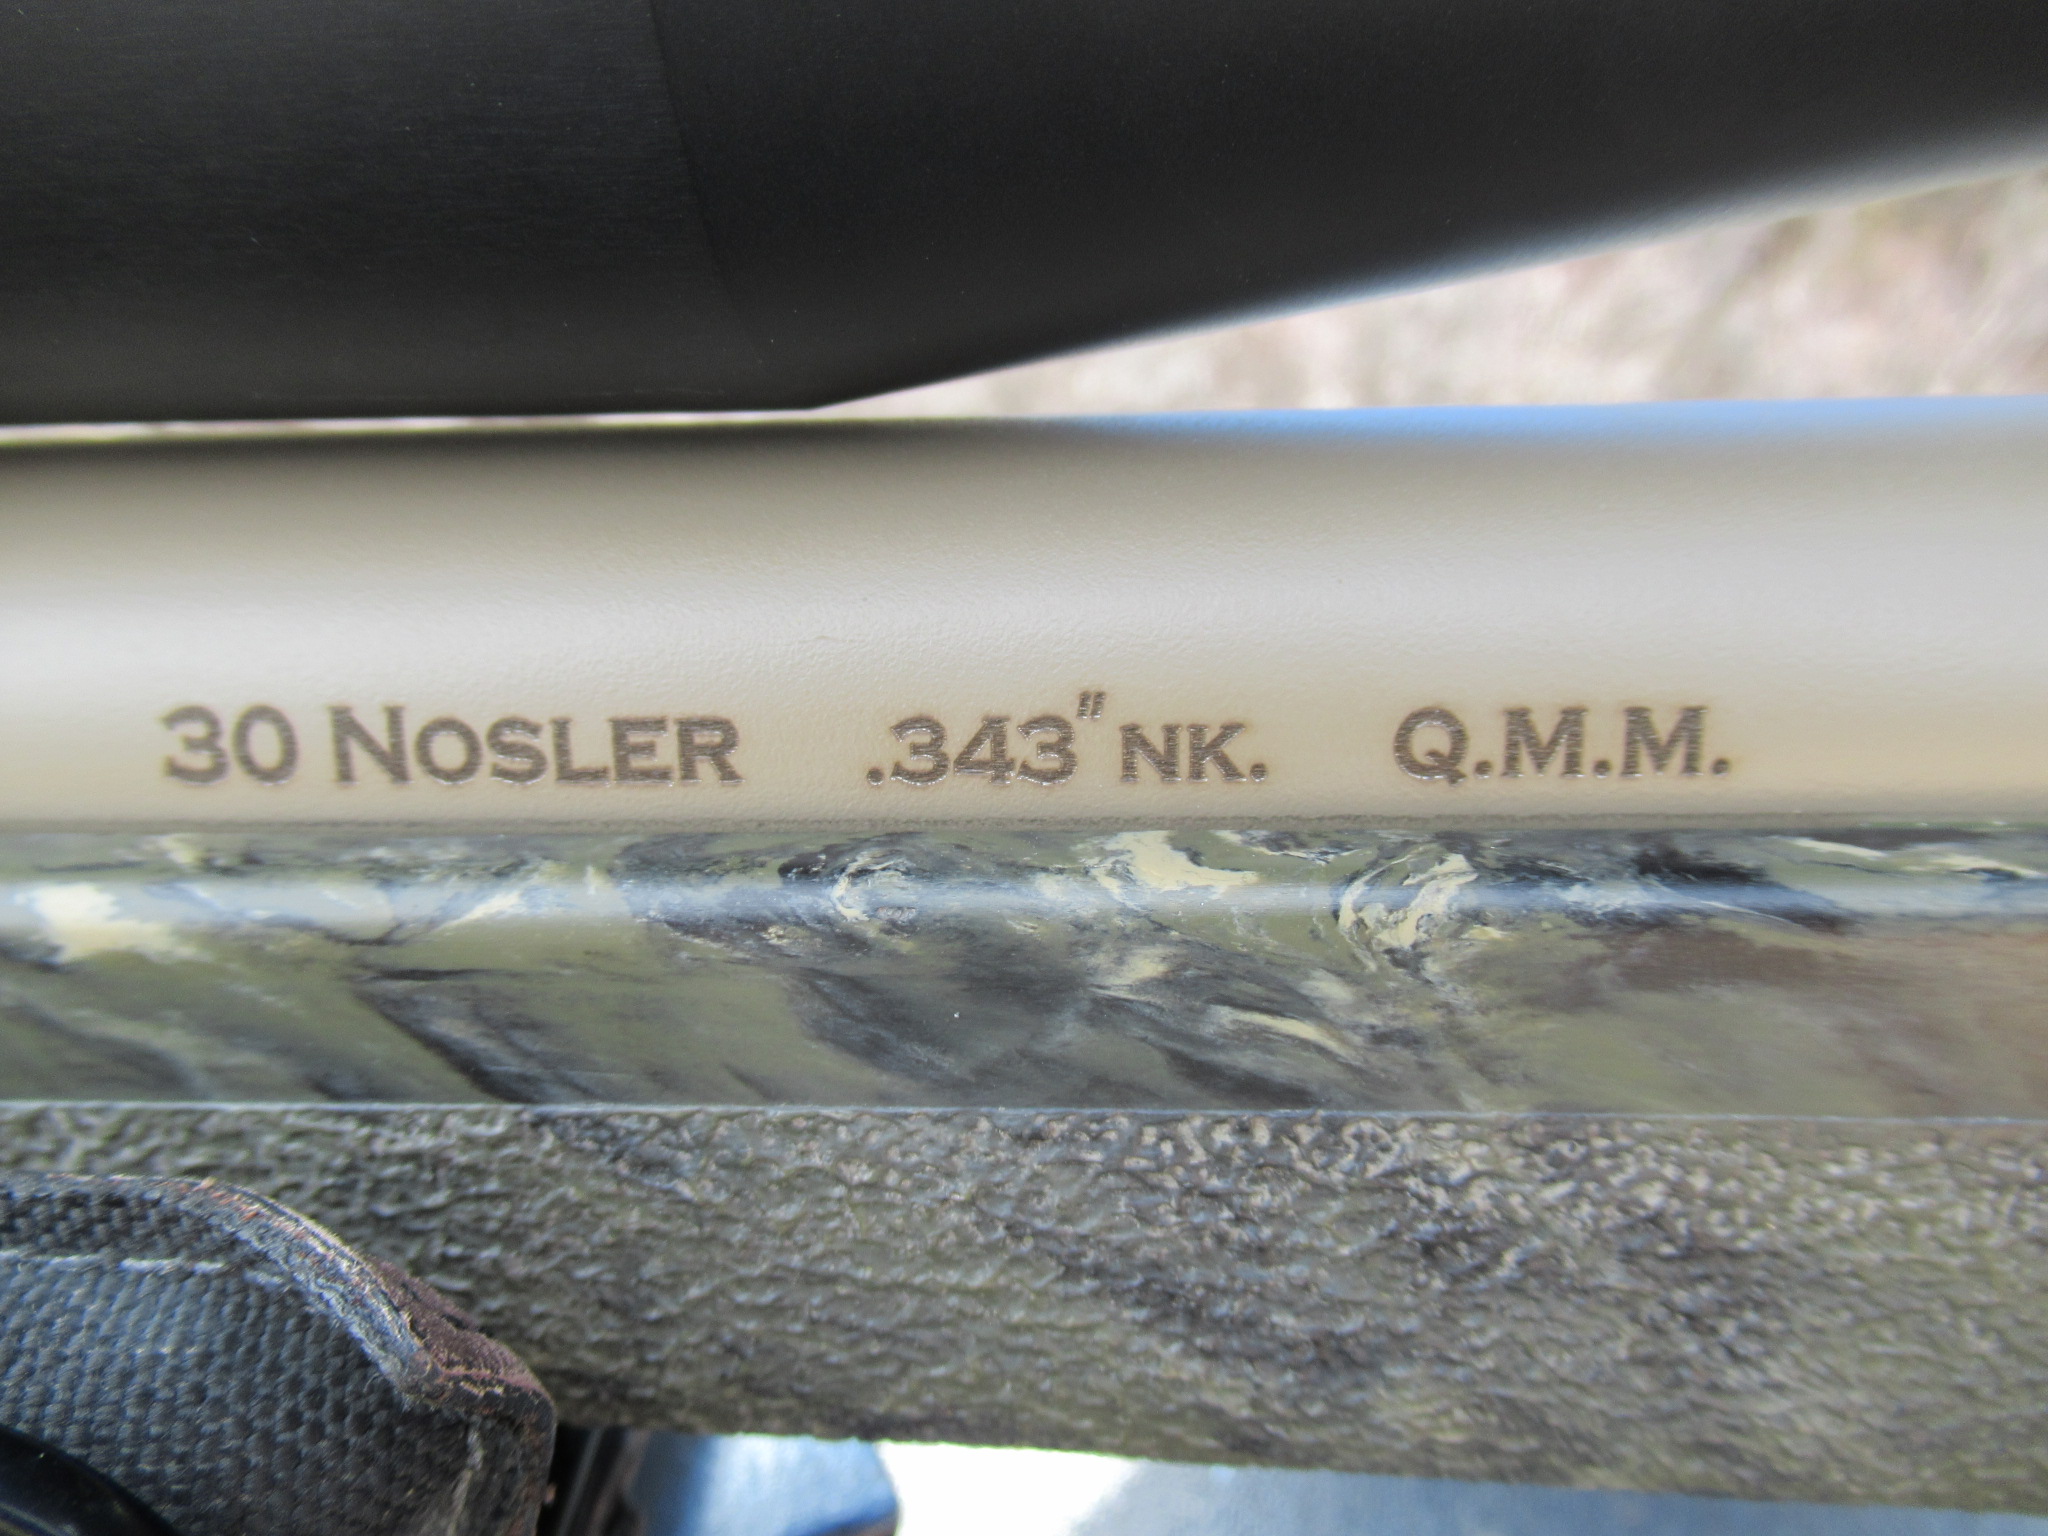 30 NOSLER .343" NK. Q.M.M.